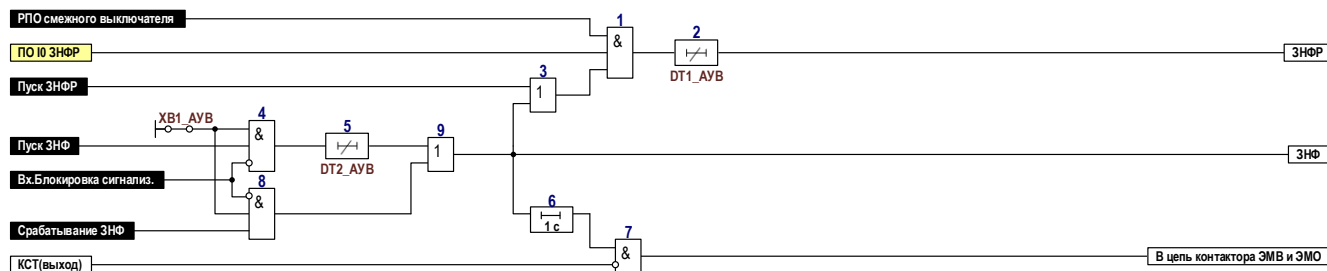 РПО смежного выключателя
1
&
2
DT1_АУВ
ЗНФР
ПО I0 ЗНФР
Пуск ЗНФР
3
1
XB1_АУВ
4
&
5
DT2_АУВ
9
1
Пуск ЗНФ
ЗНФ
Вх.Блокировка сигнализ.
8
&
Срабатывание ЗНФ
6
1 с
7
&
КСТ(выход)
В цепь контактора ЭМВ и ЭМО